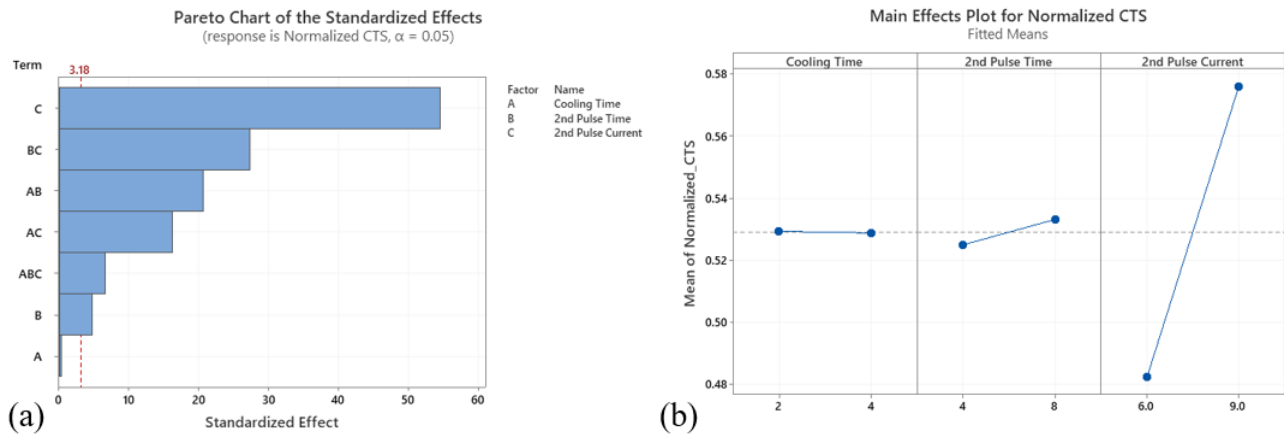 Pareto Chart of the Standardized Effects
(response is Normalized CTS, α = 0.05)
Term
3.18
C
BC
AB
AC
ABC
B
A
0 10 20 30 40 50 60
Standardized Effect
Factor Name
A Cooling Time
B 2nd Pulse Time
C 2nd Pulse Current
(a)
Main Effects Plot for Normalized CTS
Fitted Means
Cooling Time 2nd Pulse Time 2nd Pulse Current
Mean of Normalized_CTS
0.58
0.56
0.54
0.52
0.50
0.48
2 4 4 8 6.0 9.0
(b)